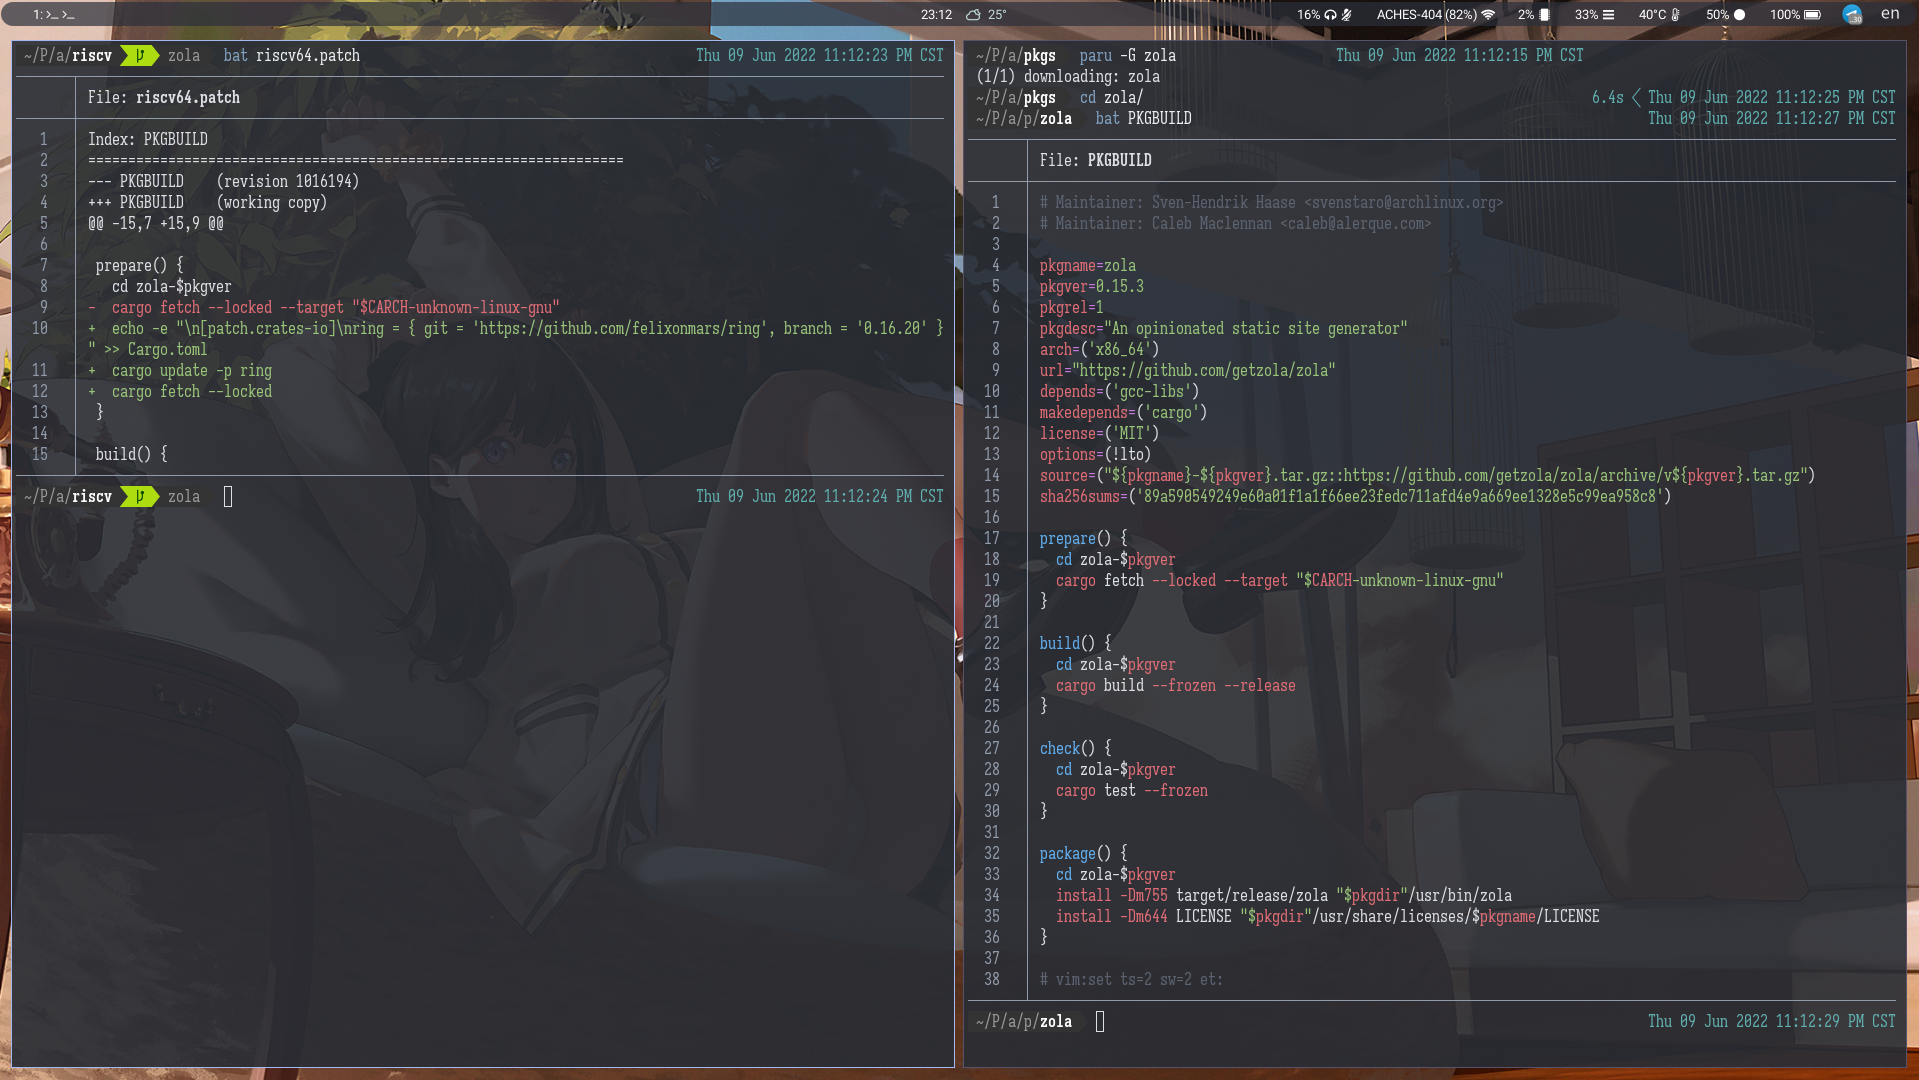 1: >_ >_
23:12 25°
16% ACHES-404 (82%) 2% 33% 40°C 50% 100% 30 en
~/P/a/riscv zola bat riscv64.patch Thu 09 Jun 2022 11:12:23 PM CST
File: riscv64.patch
1 Index: PKGBUILD
2 ===================================================================
3 --- PKGBUILD    (revision 1016194)
4 +++ PKGBUILD    (working copy)
5 @@ -15,7 +15,9 @@
6
7  prepare() {
8    cd zola-$pkgver
9 -  cargo fetch --locked --target "$CARCH-unknown-linux-gnu"
10 +  echo -e "\n[patch.crates-io]\nring = { git = 'https://github.com/felixonmars/ring', branch = '0.16.20' }
" >> Cargo.toml
11 +  cargo update -p ring
12 +  cargo fetch --locked
13  }
14
15  build() {
~/P/a/riscv zola Thu 09 Jun 2022 11:12:24 PM CST
~/P/a/pkgs paru -G zola Thu 09 Jun 2022 11:12:15 PM CST
(1/1) downloading: zola
~/P/a/pkgs cd zola/ 6.4s Thu 09 Jun 2022 11:12:25 PM CST
~/P/a/p/zola bat PKGBUILD Thu 09 Jun 2022 11:12:27 PM CST
File: PKGBUILD
1 # Maintainer: Sven-Hendrik Haase <svenstaro@archlinux.org>
2 # Maintainer: Caleb Maclennan <caleb@alerque.com>
3
4 pkgname=zola
5 pkgver=0.15.3
6 pkgrel=1
7 pkgdesc="An opinionated static site generator"
8 arch=('x86_64')
9 url="https://github.com/getzola/zola"
10 depends=('gcc-libs')
11 makedepends=('cargo')
12 license=('MIT')
13 options=(!lto)
14 source=("${pkgname}-${pkgver}.tar.gz::https://github.com/getzola/zola/archive/v${pkgver}.tar.gz")
15 sha256sums=('89a590549249e60a01f1a1f66ee23fedc711afd4e9a669ee1328e5c99ea958c8')
16
17 prepare() {
18   cd zola-$pkgver
19   cargo fetch --locked --target "$CARCH-unknown-linux-gnu"
20 }
21
22 build() {
23   cd zola-$pkgver
24   cargo build --frozen --release
25 }
26
27 check() {
28   cd zola-$pkgver
29   cargo test --frozen
30 }
31
32 package() {
33   cd zola-$pkgver
34   install -Dm755 target/release/zola "$pkgdir"/usr/bin/zola
35   install -Dm644 LICENSE "$pkgdir"/usr/share/licenses/$pkgname/LICENSE
36 }
37
38 # vim:set ts=2 sw=2 et:
~/P/a/p/zola Thu 09 Jun 2022 11:12:29 PM CST